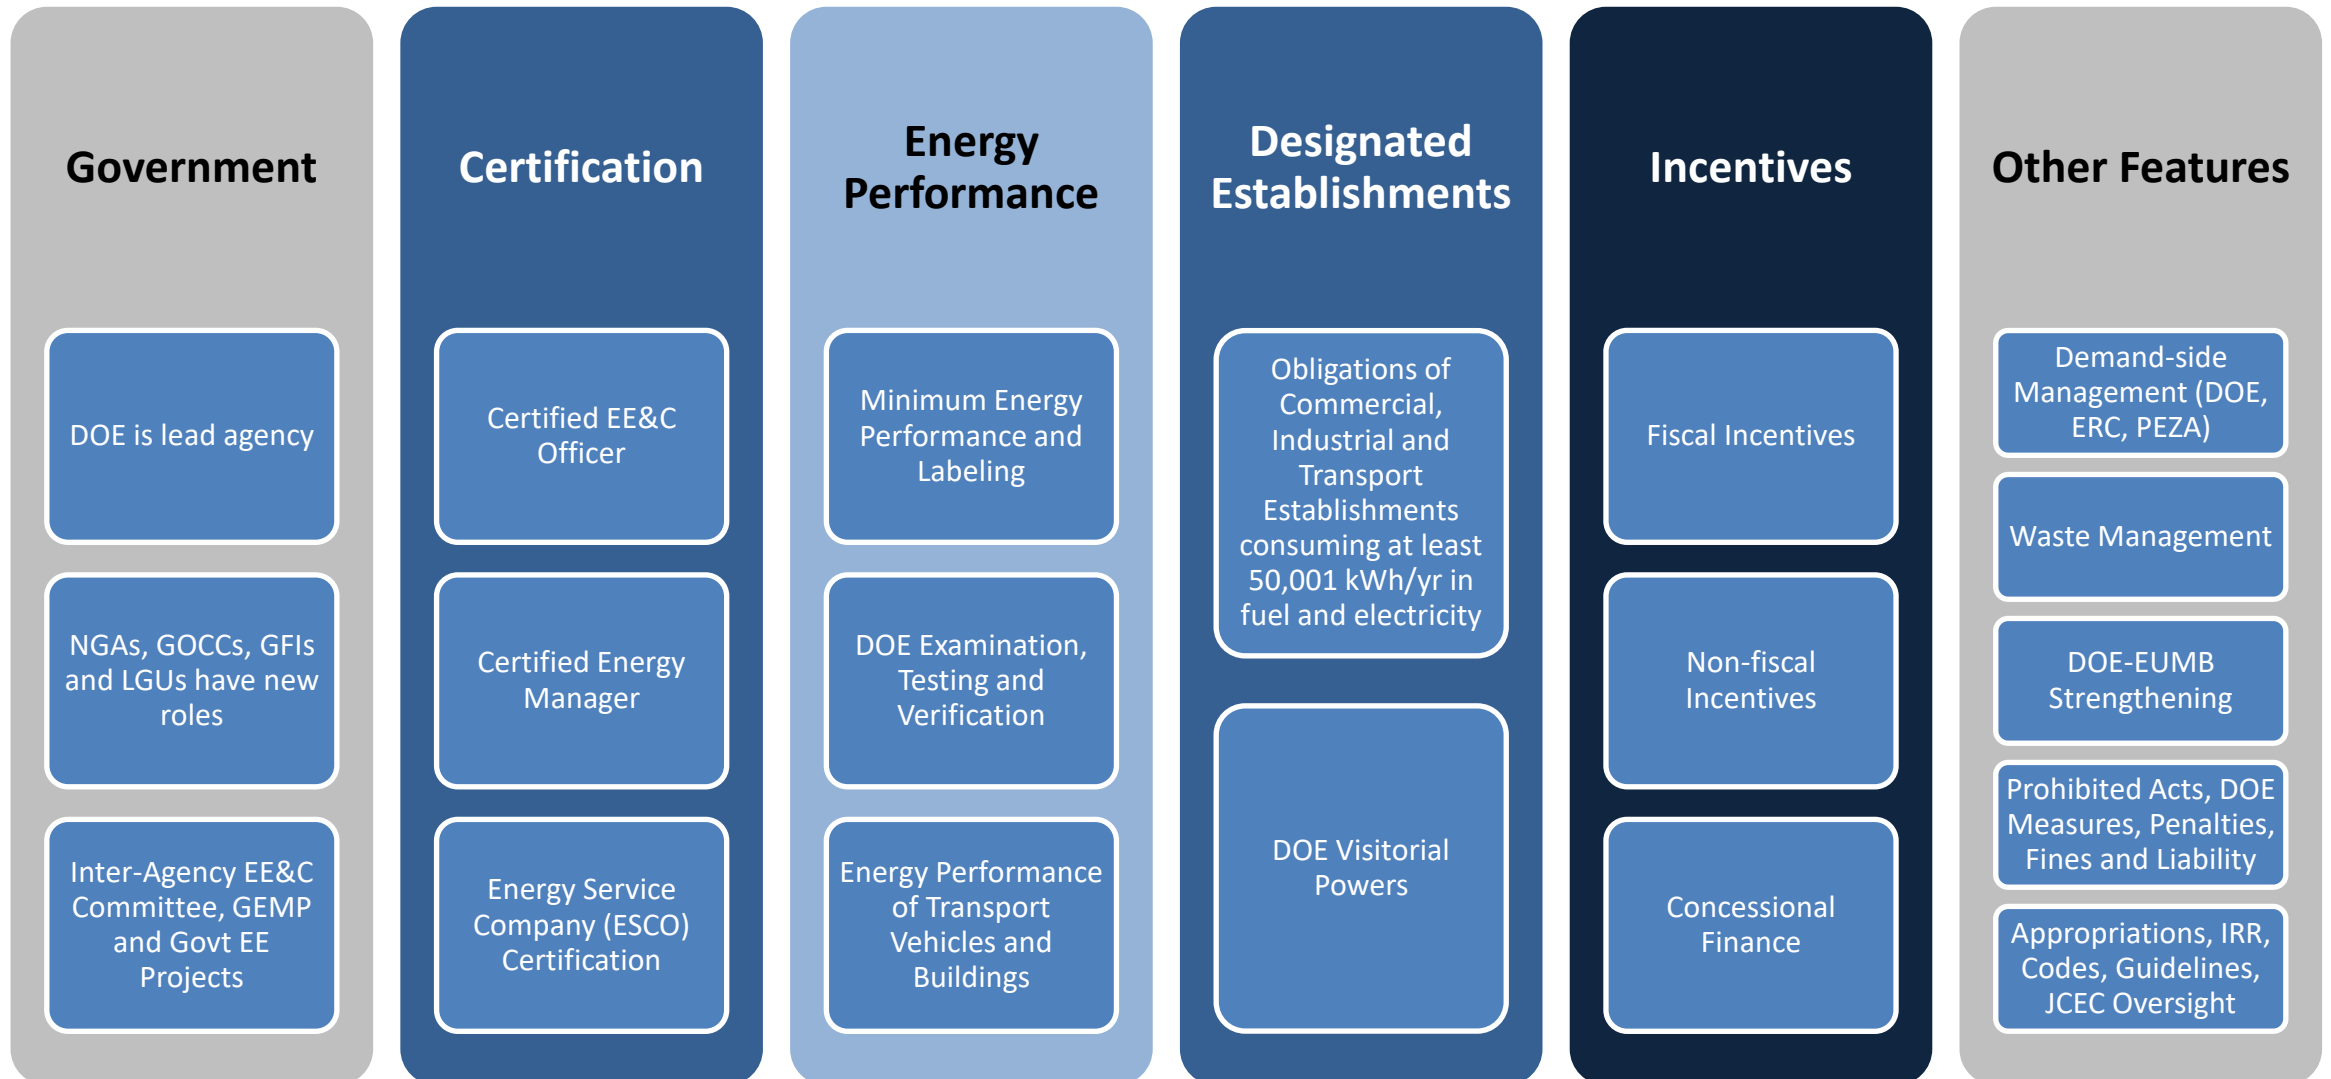 Government
DOE is lead agency
NGAs, GOCCs, GFIs
and LGUs have new
roles
Inter-Agency EE&C
Committee, GEMP
and Govt EE
Projects
Certification
Certified EE&C
Officer
Certified Energy
Manager
Energy Service
Company (ESCO)
Certification
Energy
Performance
Minimum Energy
Performance and
Labeling
DOE Examination,
Testing and
Verification
Energy Performance
of Transport
Vehicles and
Buildings
Designated
Establishments
Obligations of
Commercial,
Industrial and
Transport
Establishments
consuming at least
50,001 kWh/yr in
fuel and electricity
DOE Visitorial
Powers
Incentives
Fiscal Incentives
Non-fiscal
Incentives
Concessional
Finance
Other Features
Demand-side
Management (DOE,
ERC, PEZA)
Waste Management
DOE-EUMB
Strengthening
Prohibited Acts, DOE
Measures, Penalties,
Fines and Liability
Appropriations, IRR,
Codes, Guidelines,
JCEC Oversight